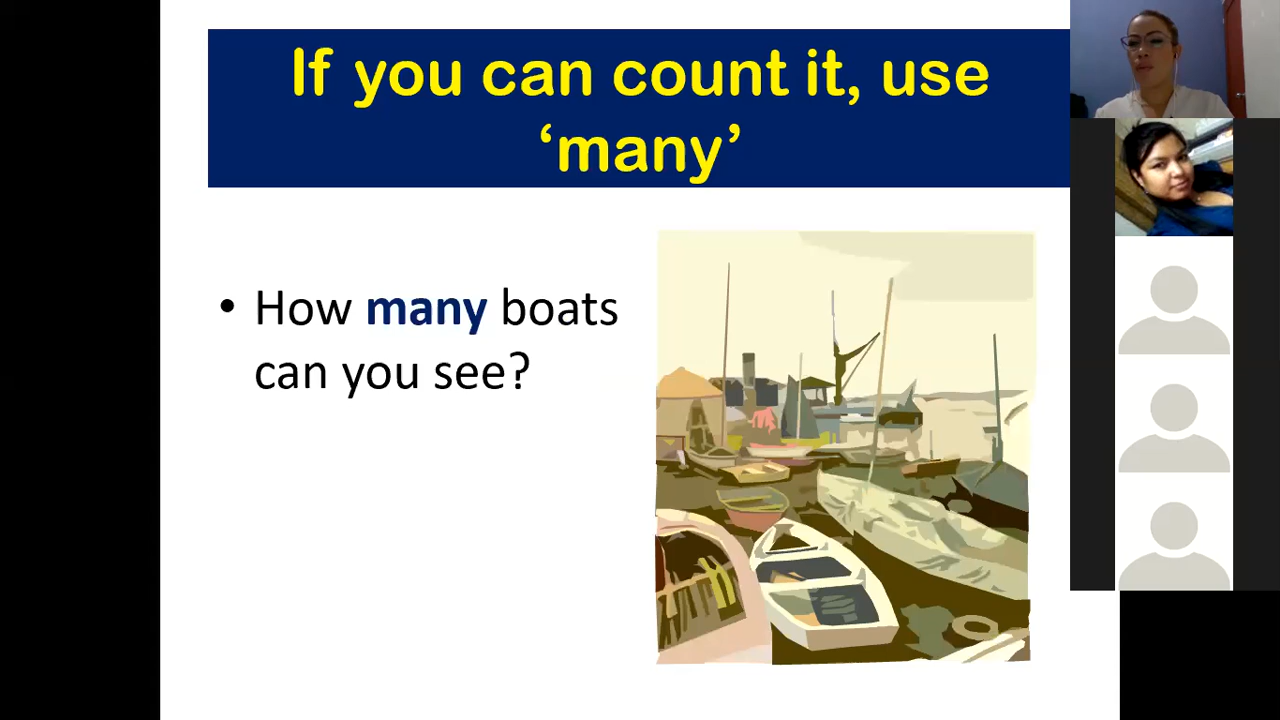 If you can count it, use
‘many’
• How many boats
can you see?